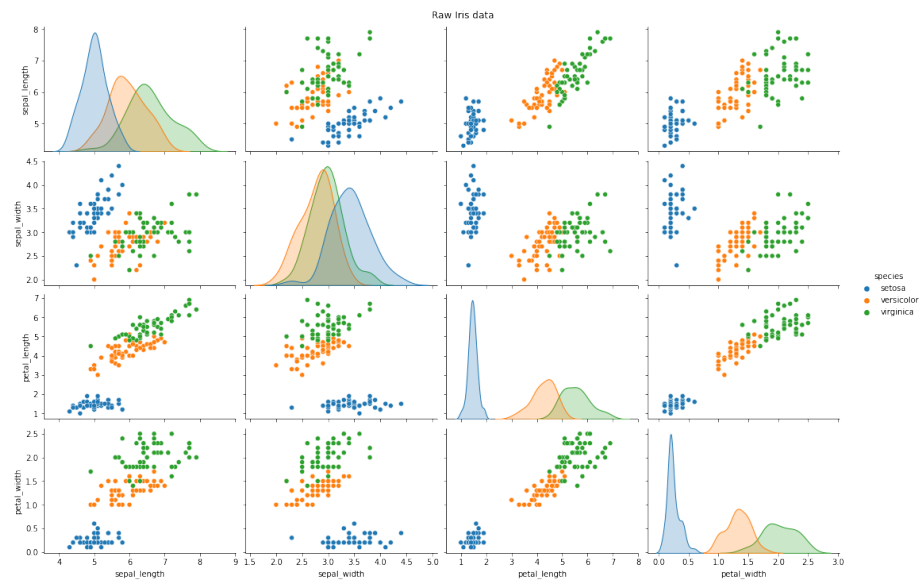 Raw Iris data
8
7
6
5
sepal_length
4.5
4.0
3.5
3.0
2.5
2.0
sepal_width
species
setosa
versicolor
virginica
7
6
5
4
3
2
1
petal_length
2.5
2.0
1.5
1.0
0.5
0.0
petal_width
4 5 6 7 8 9
1.5 2.0 2.5 3.0 3.5 4.0 4.5 5.0
1 2 3 4 5 6 7
0.0 0.5 1.0 1.5 2.0 2.5 3.0
sepal_length sepal_width petal_length petal_width